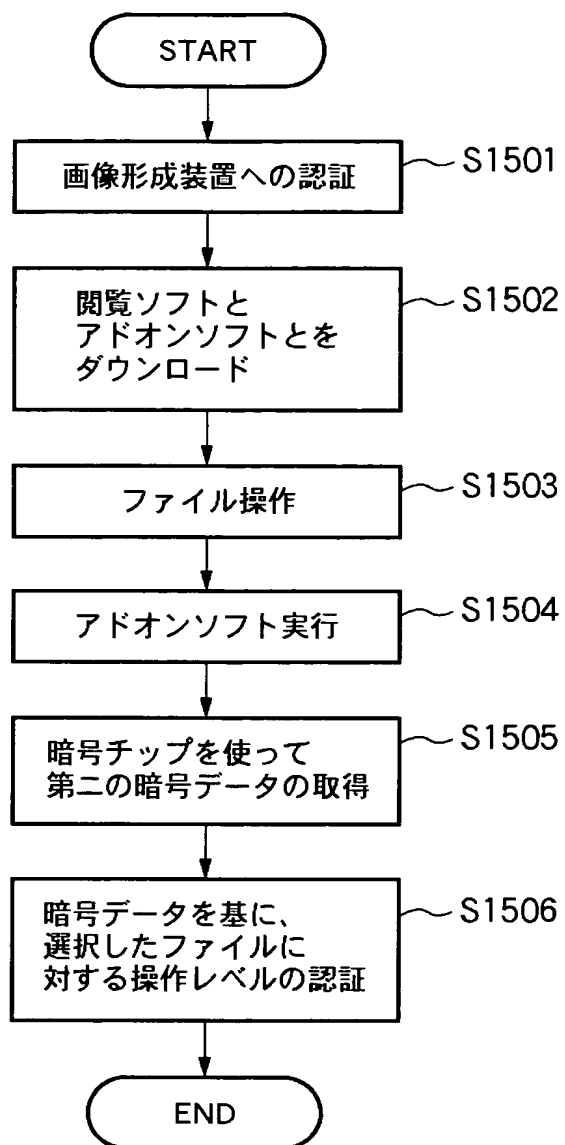 START
画像形成装置への認証
S1501
閲覧ソフトと
アドオンソフトとを
ダウンロード
S1502
ファイル操作
S1503
アドオンソフト実行
S1504
暗号チップを使って
第二の暗号データの取得
S1505
暗号データを基に、
選択したファイルに
対する操作レベルの認証
S1506
END